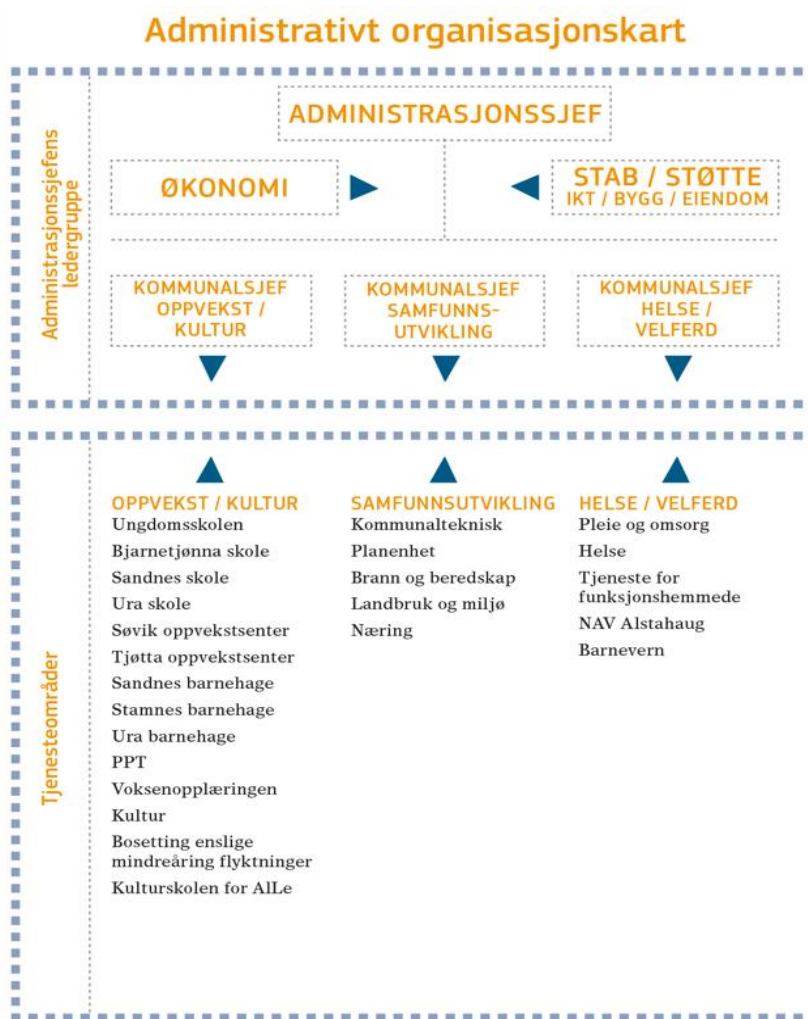 Administrativt organisasjonskart
Administrasjonssjefens
ledergruppe
ADMINISTRASJONSSJEF
ØKONOMI
STAB / STØTTE
IKT / BYGG / EIENDOM
KOMMUNALSJEF
OPPVEKST /
KULTUR
KOMMUNALSJEF
SAMFUNNS-
UTVIKLING
KOMMUNALSJEF
HELSE /
VELFERD
Tjenesteområder
OPPVEKST / KULTUR
Ungdomsskolen
Bjarnetjønna skole
Sandnes skole
Ura skole
Søvik oppvekstsenter
Tjøtta oppvekstsenter
Sandnes barnehage
Stamnes barnehage
Ura barnehage
PPT
Voksenopplæringen
Kultur
Bosetting enslige
mindreåring flyktninger
Kulturskolen for AlLe
SAMFUNNSUTVIKLING
Kommunalteknisk
Planenhet
Brann og beredskap
Landbruk og miljø
Næring
HELSE / VELFERD
Pleie og omsorg
Helse
Tjeneste for
funksjonshemmede
NAV Alstahaug
Barnevern